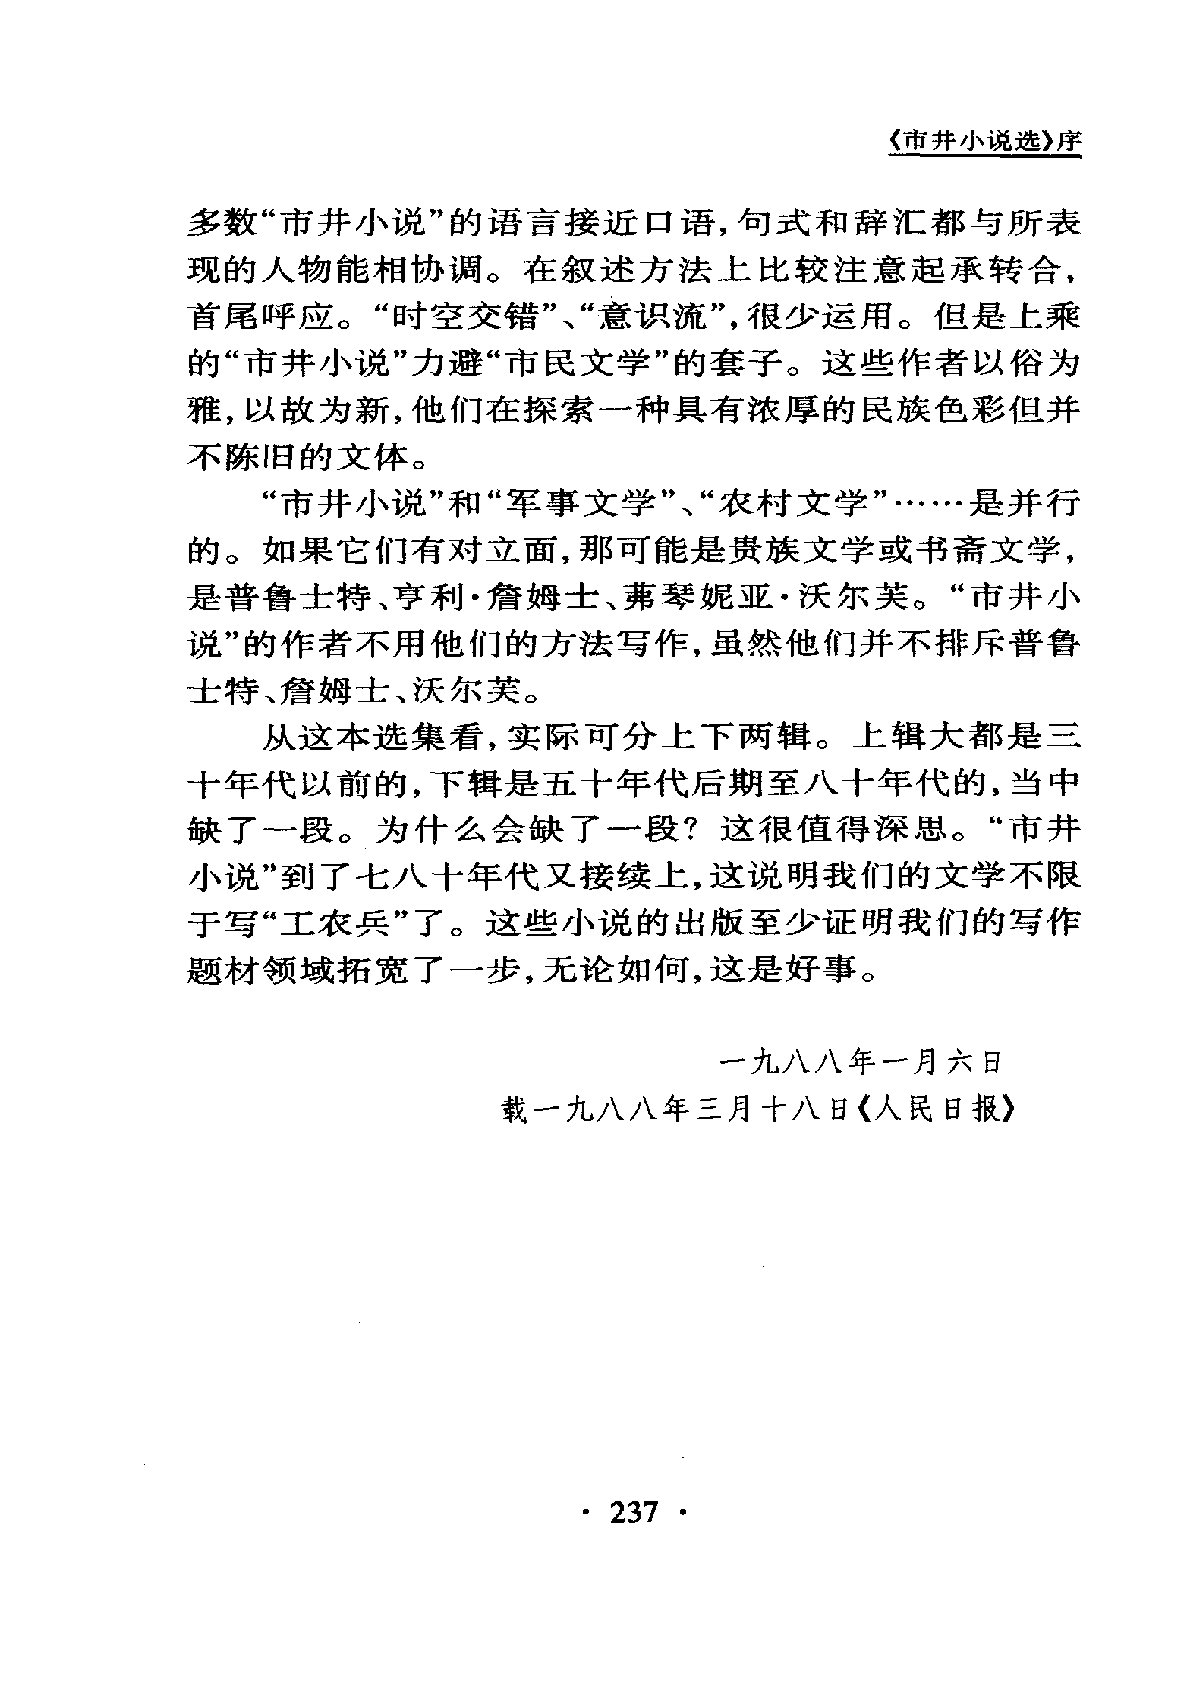 《市井小说选》序
多数“市井小说”的语言接近口语，句式和辞汇都与所表
现的人物能相协调。在叙述方法上比较注意起承转合，
首尾呼应。“时空交错”、“意识流”，很少运用。但是上乘
的“市井小说”力避“市民文学”的套子。这些作者以俗为
雅，以故为新，他们在探索一种具有浓厚的民族色彩但并
不陈旧的文体。
“市井小说”和“军事文学”、“农村文学”……是并行
的。如果它们有对立面，那可能是贵族文学或书斋文学，
是普鲁士特、亨利·詹姆士、弗琴妮亚·沃尔芙。“市井小
说”的作者不用他们的方法写作，虽然他们并不排斥普鲁
士特、詹姆士、沃尔芙。
从这本选集看，实际可分上下两辑。上辑大都是三
十年代以前的，下辑是五十年代后期至八十年代的，当中
缺了一段。为什么会缺了一段？这很值得深思。“市井
小说”到了七八十年代又接续上，这说明我们的文学不限
于写“工农兵”了。这些小说的出版至少证明我们的写作
题材领域拓宽了一步，无论如何，这是好事。
一九八八年一月六日
载一九八八年三月十八日《人民日报》
· 237 ·